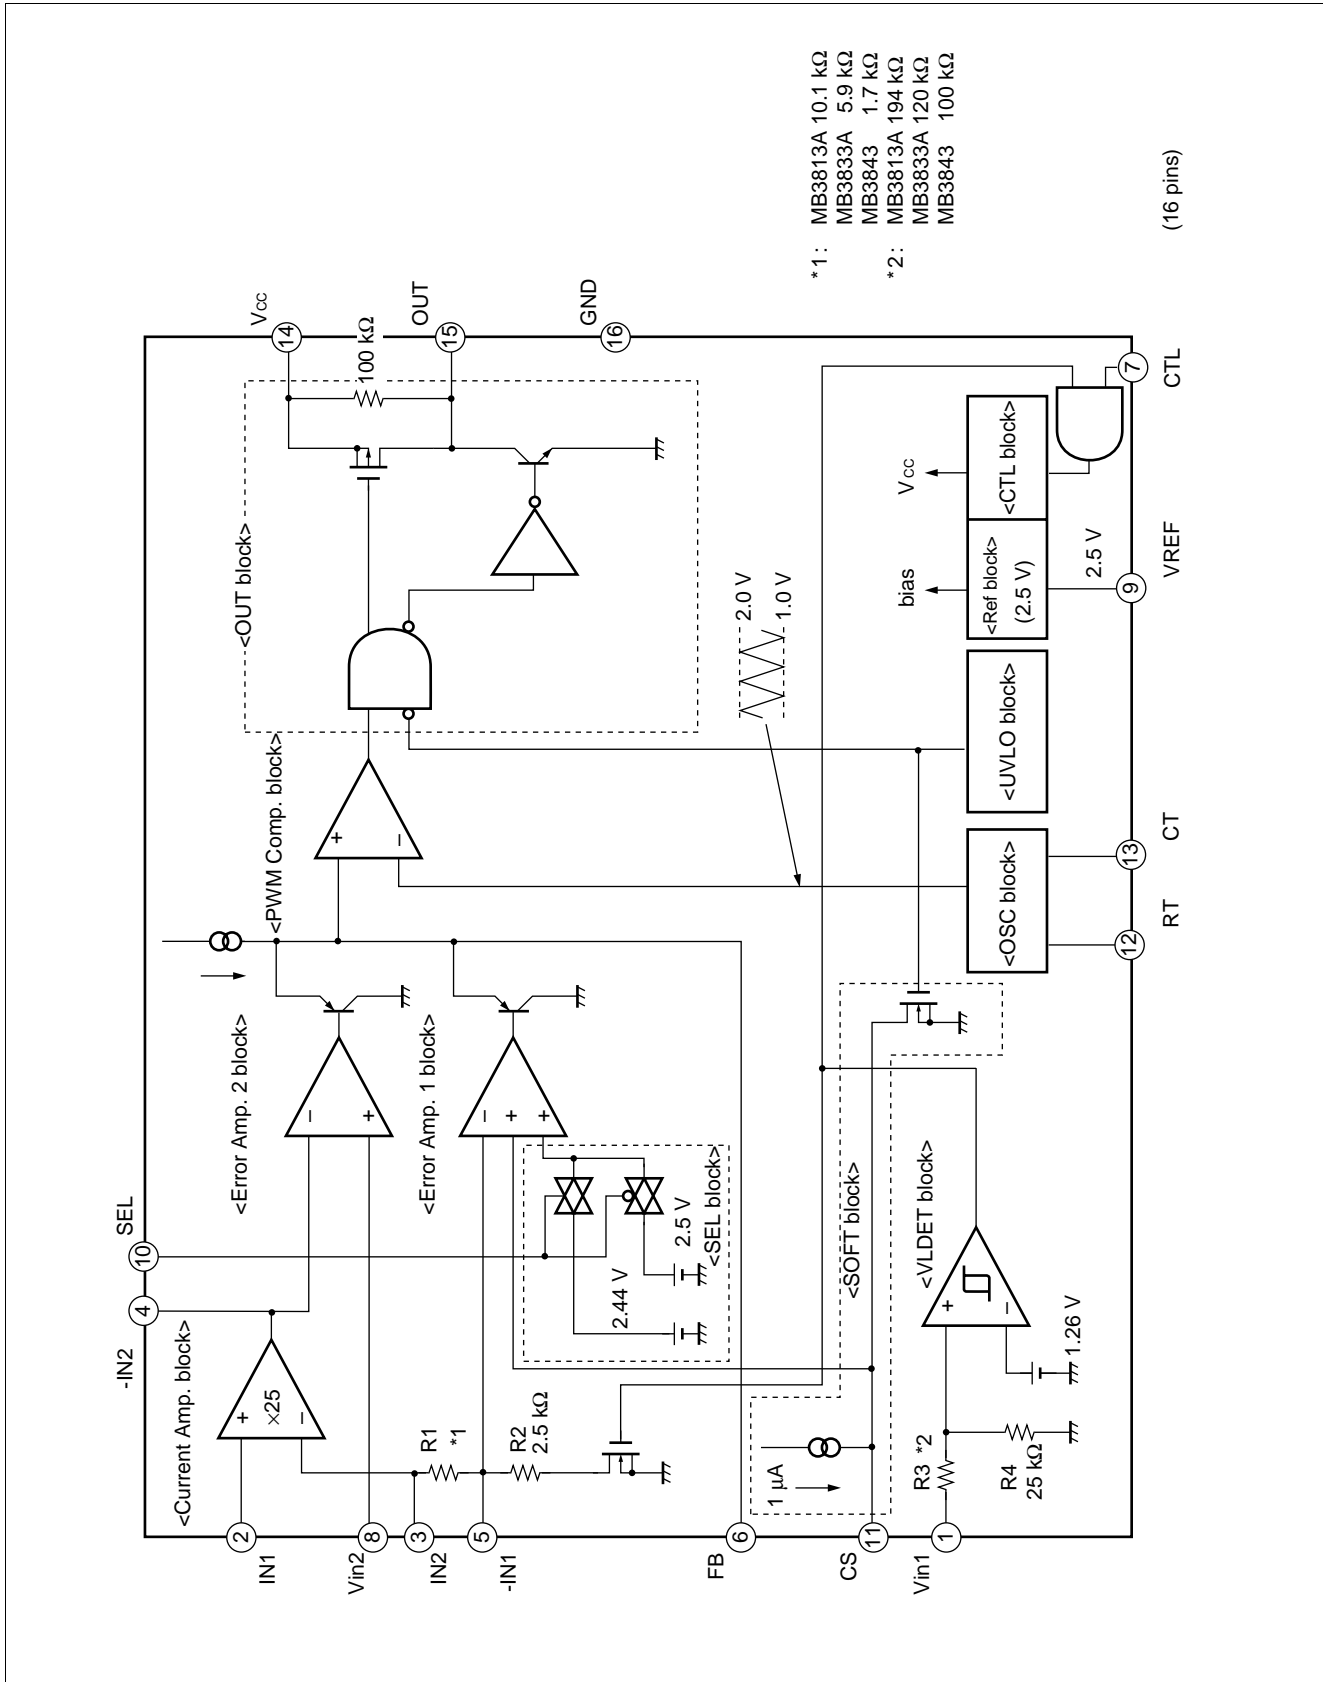 <Current Amp. block>
×25
+
−
IN1
2
Vin2
8
IN2
3
-IN1
5
FB
6
CS
11
Vin1
1
-IN2
4
SEL
10
R1
*1
R2
2.5 kΩ
<Error Amp. 2 block>
−
+
<Error Amp. 1 block>
−
+
+
2.44 V
2.5 V
<SEL block>
<PWM Comp. block>
+
−
<OUT block>
100 kΩ
Vcc
14
OUT
15
GND
16
2.0 V
1.0 V
1 µA
<SOFT block>
<VLDET block>
+
−
1.26 V
R3 *2
R4
25 kΩ
<OSC block>
<UVLO block>
<Ref block>
(2.5 V)
<CTL block>
bias
Vcc
2.5 V
12
RT
13
CT
9
VREF
7
CTL
*1 : MB3813A 10.1 kΩ
MB3833A 5.9 kΩ
MB3843 1.7 kΩ
*2 : MB3813A 194 kΩ
MB3833A 120 kΩ
MB3843 100 kΩ
(16 pins)